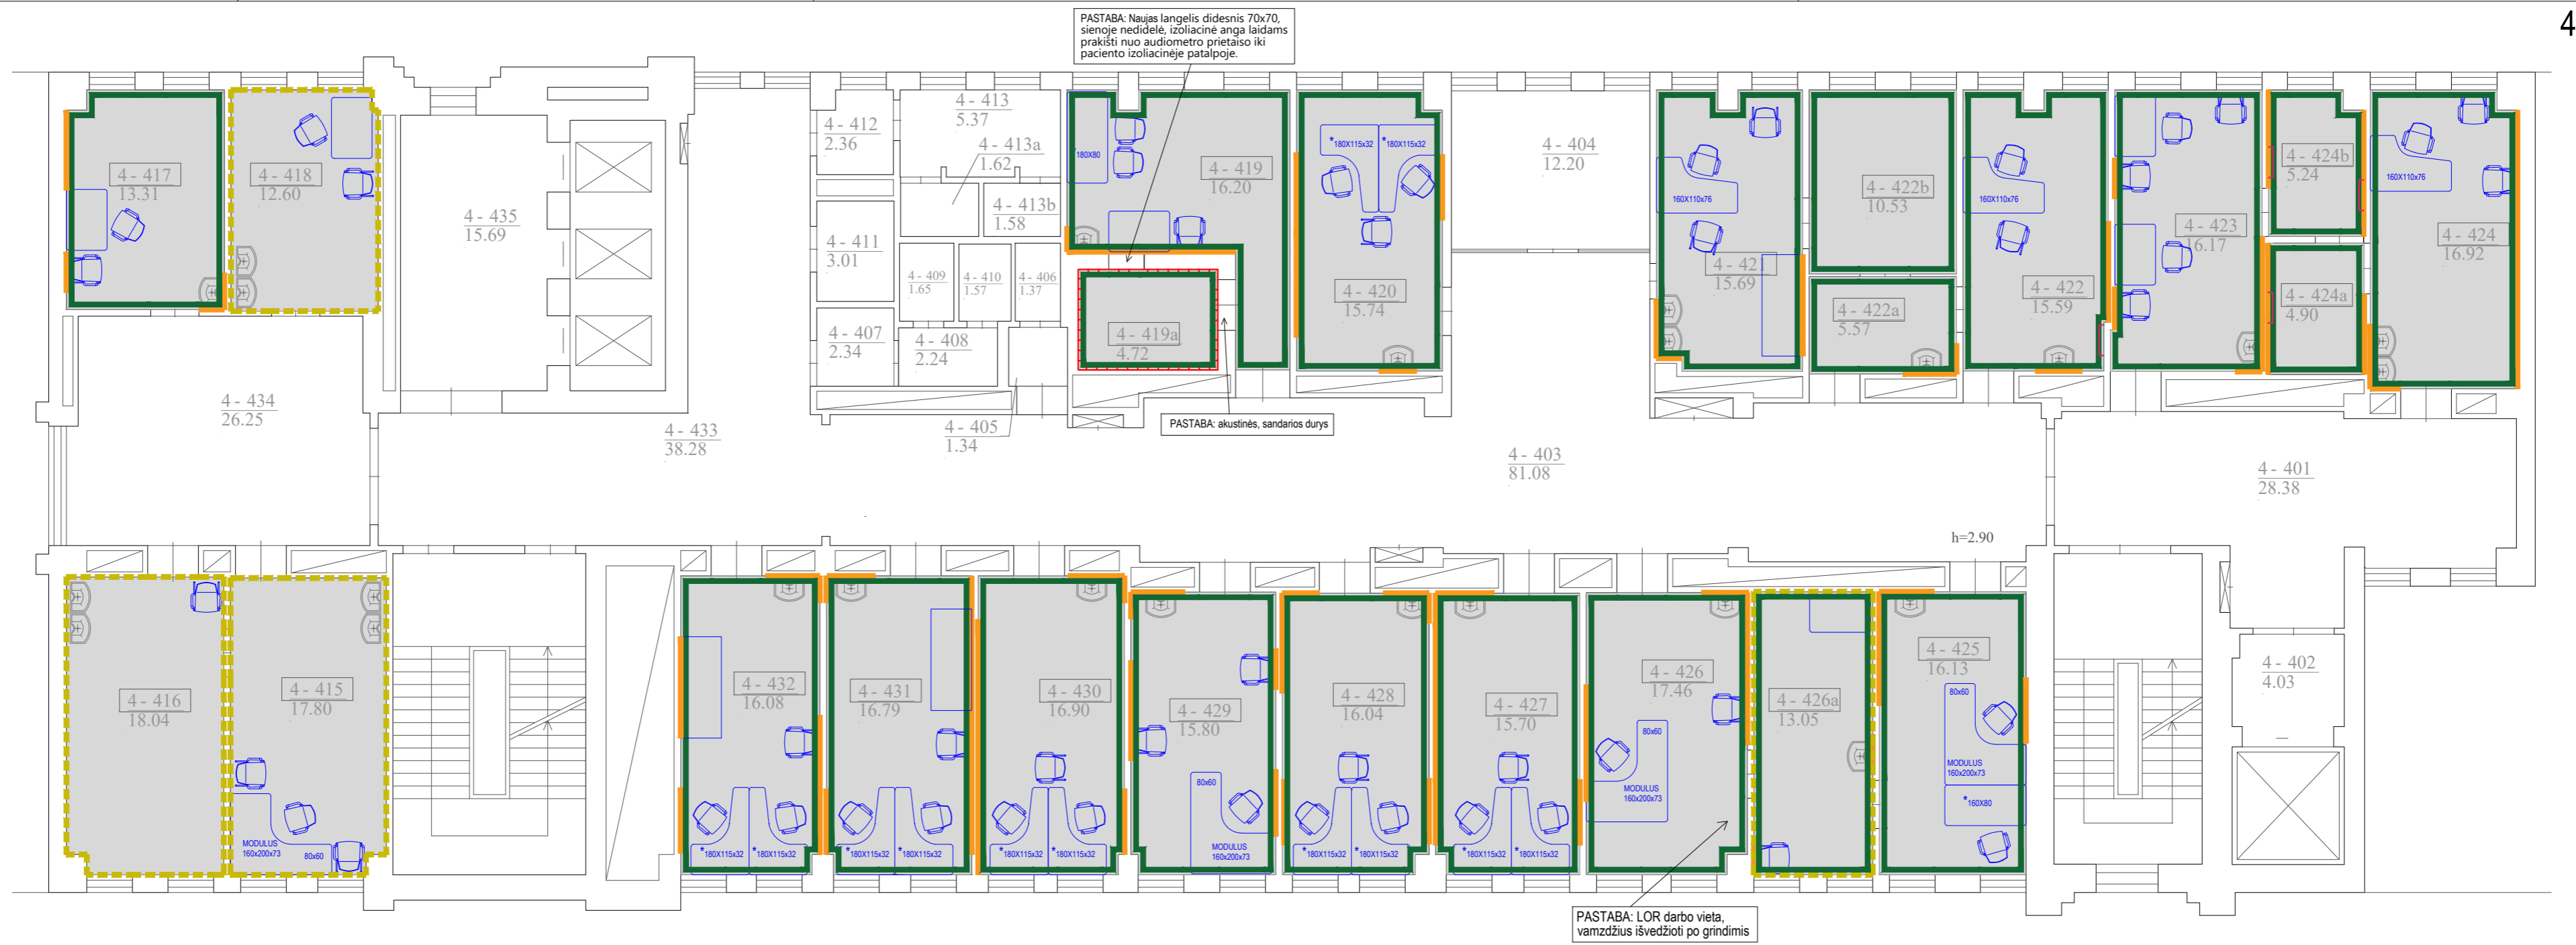 4
PASTABA: Naujas langelis didesnis 70x70,
sienoje nedidelė, izoliacinė anga laidams
prakišti nuo audiometro prietaiso iki
paciento izoliacinėje patalpoje.
4 - 417
13.31
4 - 418
12.60
4 - 435
15.69
4 - 412
2.36
4 - 413
5.37
4 - 413a
1.62
4 - 413b
1.58
4 - 411
3.01
4 - 409
1.65
4 - 410
1.57
4 - 406
1.37
4 - 407
2.34
4 - 408
2.24
4 - 405
1.34
180X80
4 - 419
16.20
4 - 419a
4.72
*180X115x32
*180X115x32
4 - 420
15.74
4 - 404
12.20
160X110x76
4 - 421
15.69
4 - 422b
10.53
4 - 422a
5.57
160X110x76
4 - 422
15.59
4 - 423
16.17
4 - 424b
5.24
4 - 424a
4.90
160X110x76
4 - 424
16.92
PASTABA: akustinės, sandarios durys
4 - 434
26.25
4 - 433
38.28
4 - 403
81.08
4 - 401
28.38
h=2.90
4 - 416
18.04
4 - 415
17.80
MODULUS
160x200x73
80x60
4 - 432
16.08
*180X115x32
*180X115x32
4 - 431
16.79
*180X115x32
*180X115x32
4 - 430
16.90
*180X115x32
*180X115x32
4 - 429
15.80
80x60
MODULUS
160x200x73
4 - 428
16.04
*180X115x32
*180X115x32
4 - 427
15.70
*180X115x32
*180X115x32
4 - 426
17.46
80x60
MODULUS
160x200x73
4 - 426a
13.05
4 - 425
16.13
80x60
MODULUS
160x200x73
*160X80
4 - 402
4.03
PASTABA: LOR darbo vieta,
vamzdžius išvedžioti po grindimis